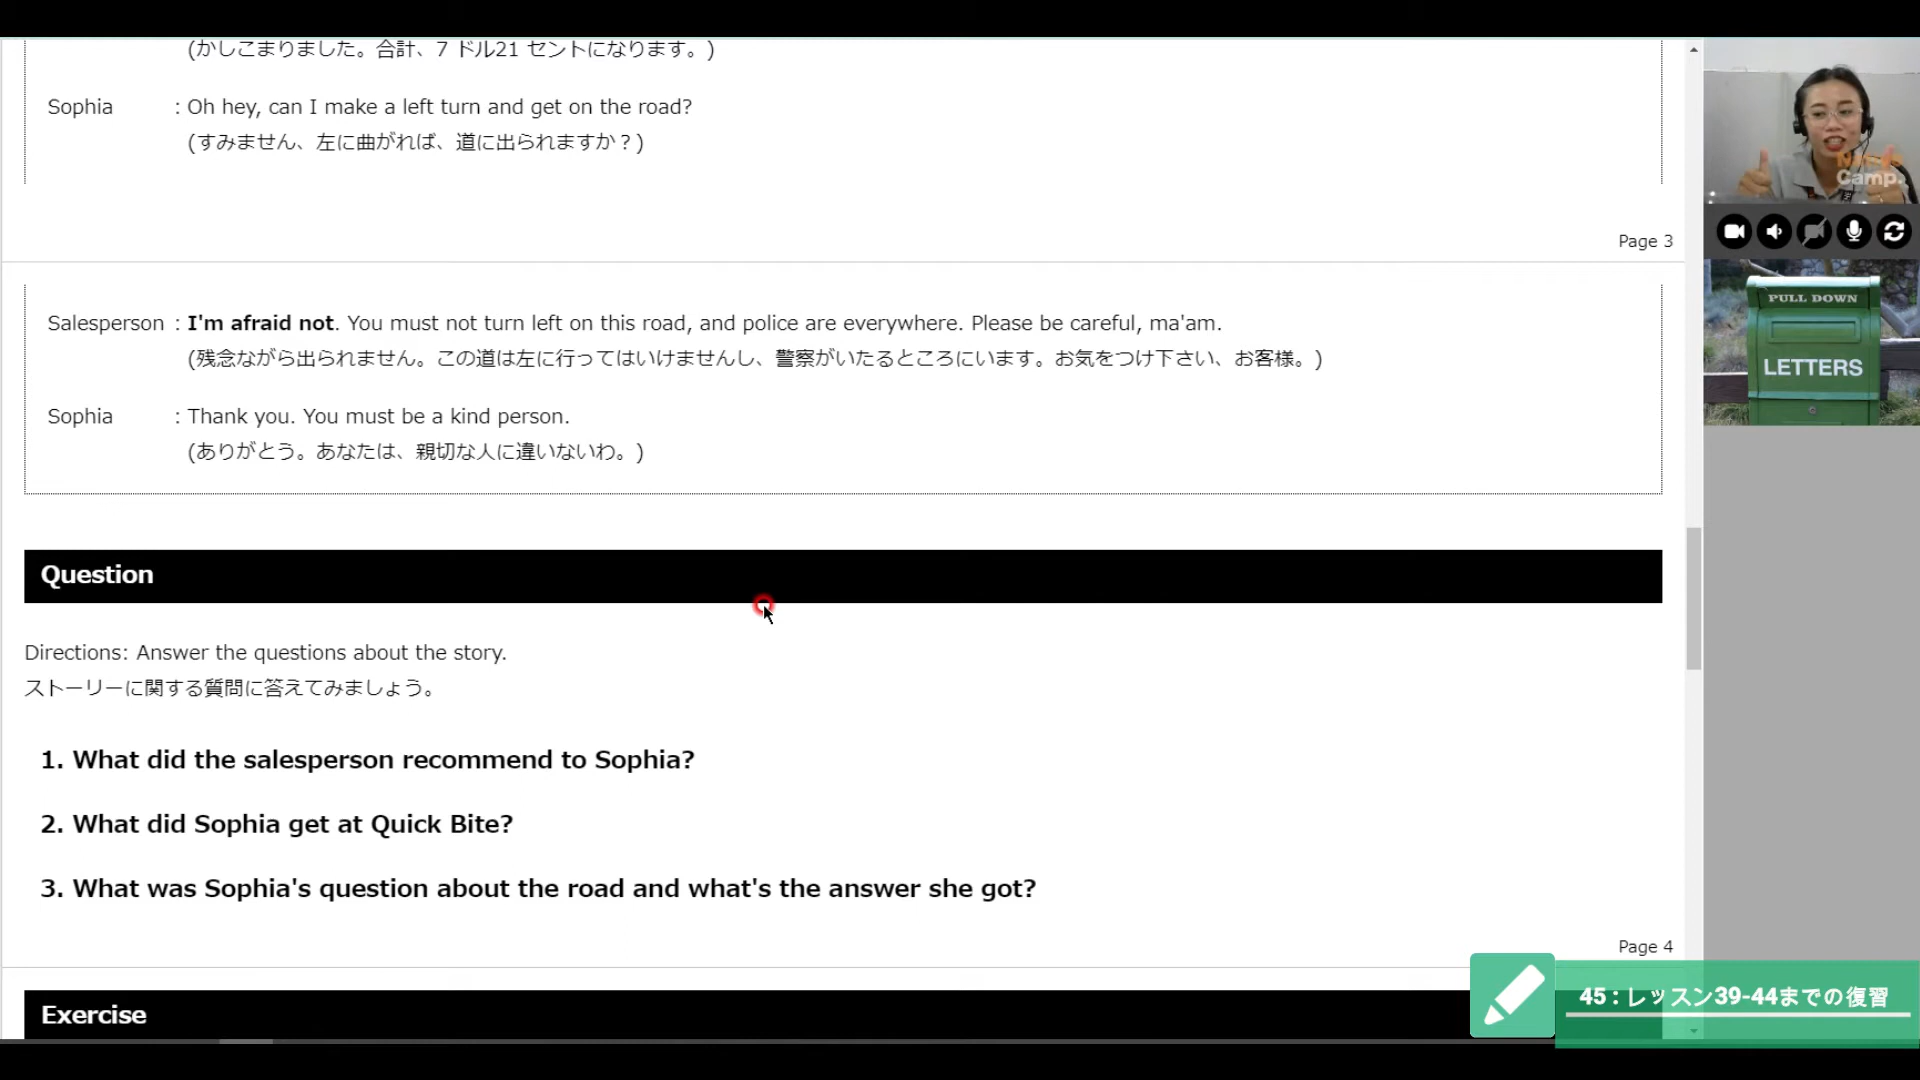 (かしこまりました。合計、7 ドル21 セントになります。)
Sophia : Oh hey, can I make a left turn and get on the road?
(すみません、左に曲がれば、道に出られますか？)
Page 3
Salesperson : I'm afraid not. You must not turn left on this road, and police are everywhere. Please be careful, ma'am.
(残念ながら出られません。この道は左に行ってはいけませんし、警察がいたるところにいます。お気をつけ下さい、お客様。)
Sophia : Thank you. You must be a kind person.
(ありがとう。あなたは、親切な人に違いないわ。)
Question
Directions: Answer the questions about the story.
ストーリーに関する質問に答えてみましょう。
1. What did the salesperson recommend to Sophia?
2. What did Sophia get at Quick Bite?
3. What was Sophia's question about the road and what's the answer she got?
Page 4
Exercise
Camp.
PULL DOWN
LETTERS
45：レッスン39-44までの復習